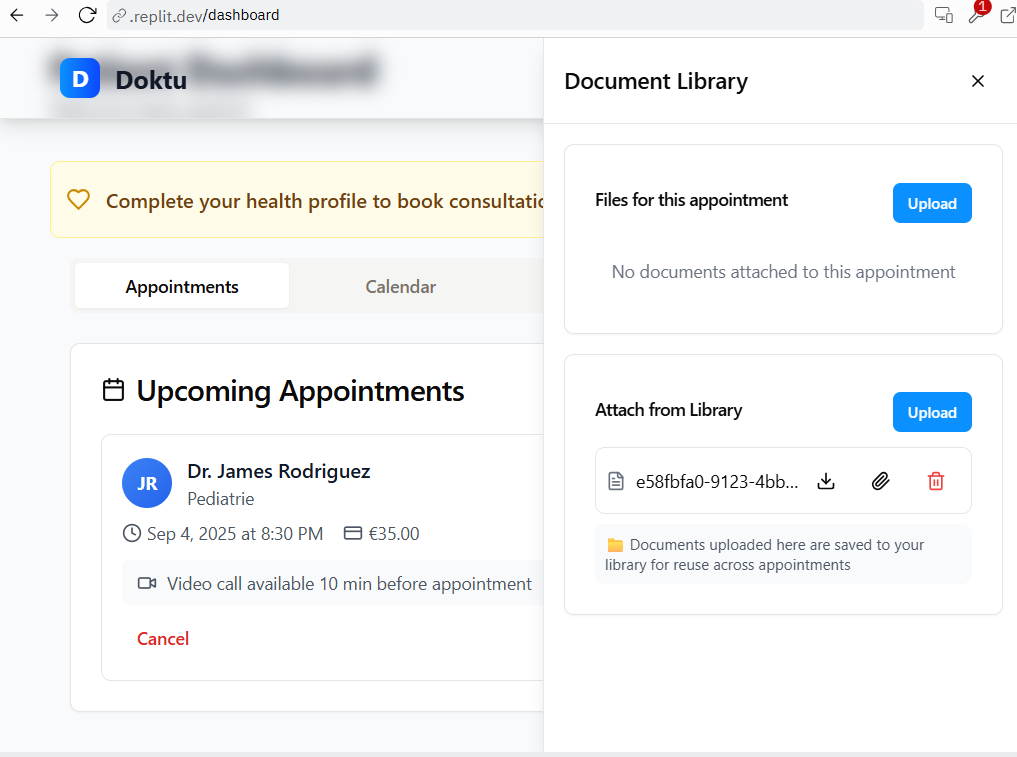 .replit.dev/dashboard
1
D
Doktu
Complete your health profile to book consultatio
Appointments
Calendar
Upcoming Appointments
JR
Dr. James Rodriguez
Pediatrie
Sep 4, 2025 at 8:30 PM
€35.00
Video call available 10 min before appointment
Cancel
Document Library
Files for this appointment
Upload
No documents attached to this appointment
Attach from Library
Upload
e58fbfa0-9123-4bb...
Documents uploaded here are saved to your
library for reuse across appointments